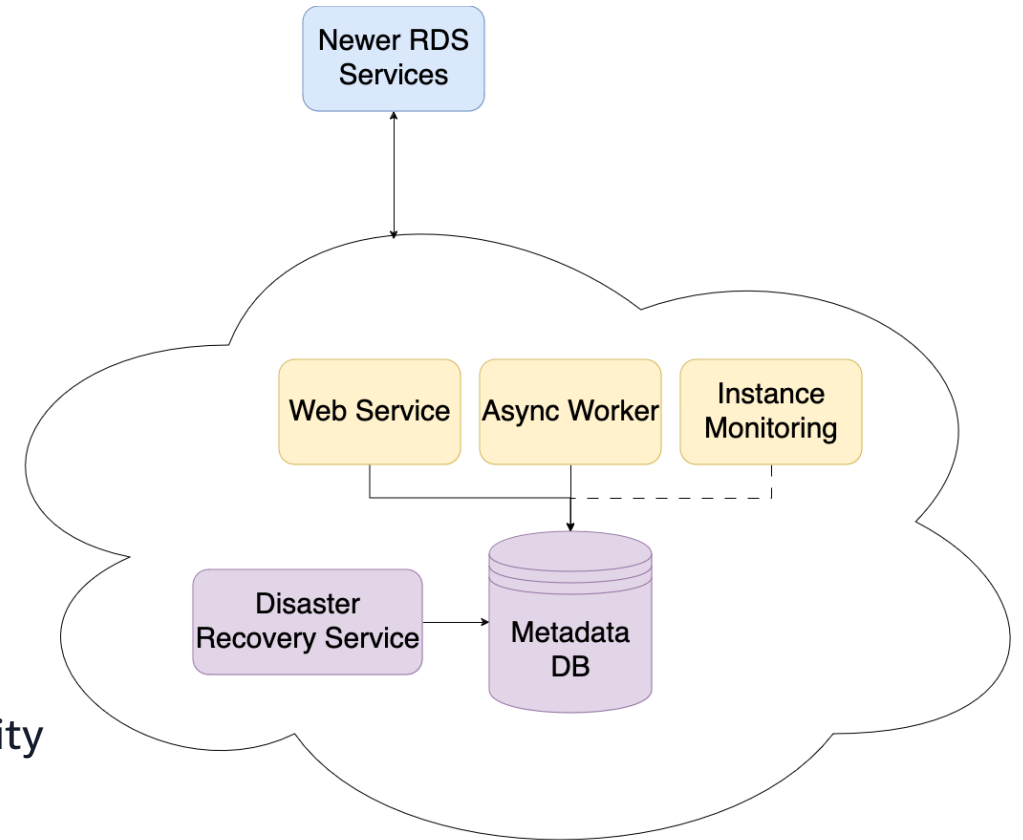 Newer RDS
Services
Web Service
Async Worker
Instance
Monitoring
Disaster
Recovery Service
Metadata
DB
ity